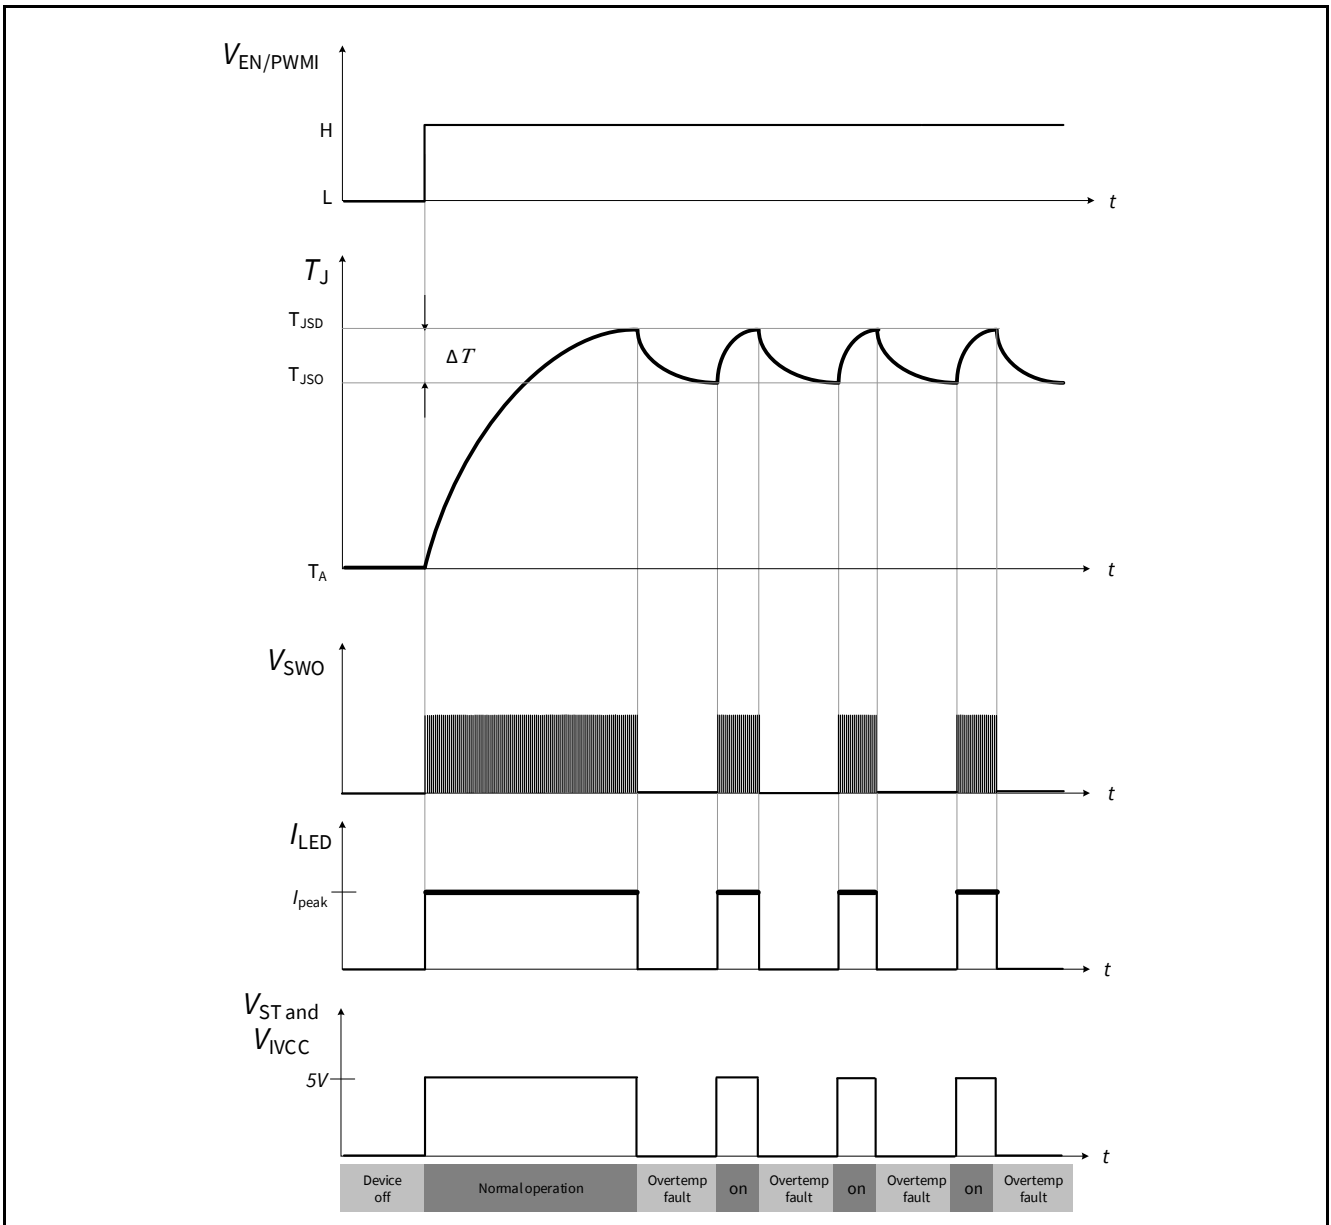 VEN/PWMI
H
L
t
TJ
TJSD
ΔT
TJSO
TA
t
VSWO
t
ILED
Ipeak
t
VST and
VIVCC
5V
t
Device
off
Normal operation
Overtemp
fault
on
Overtemp
fault
on
Overtemp
fault
on
Overtemp
fault